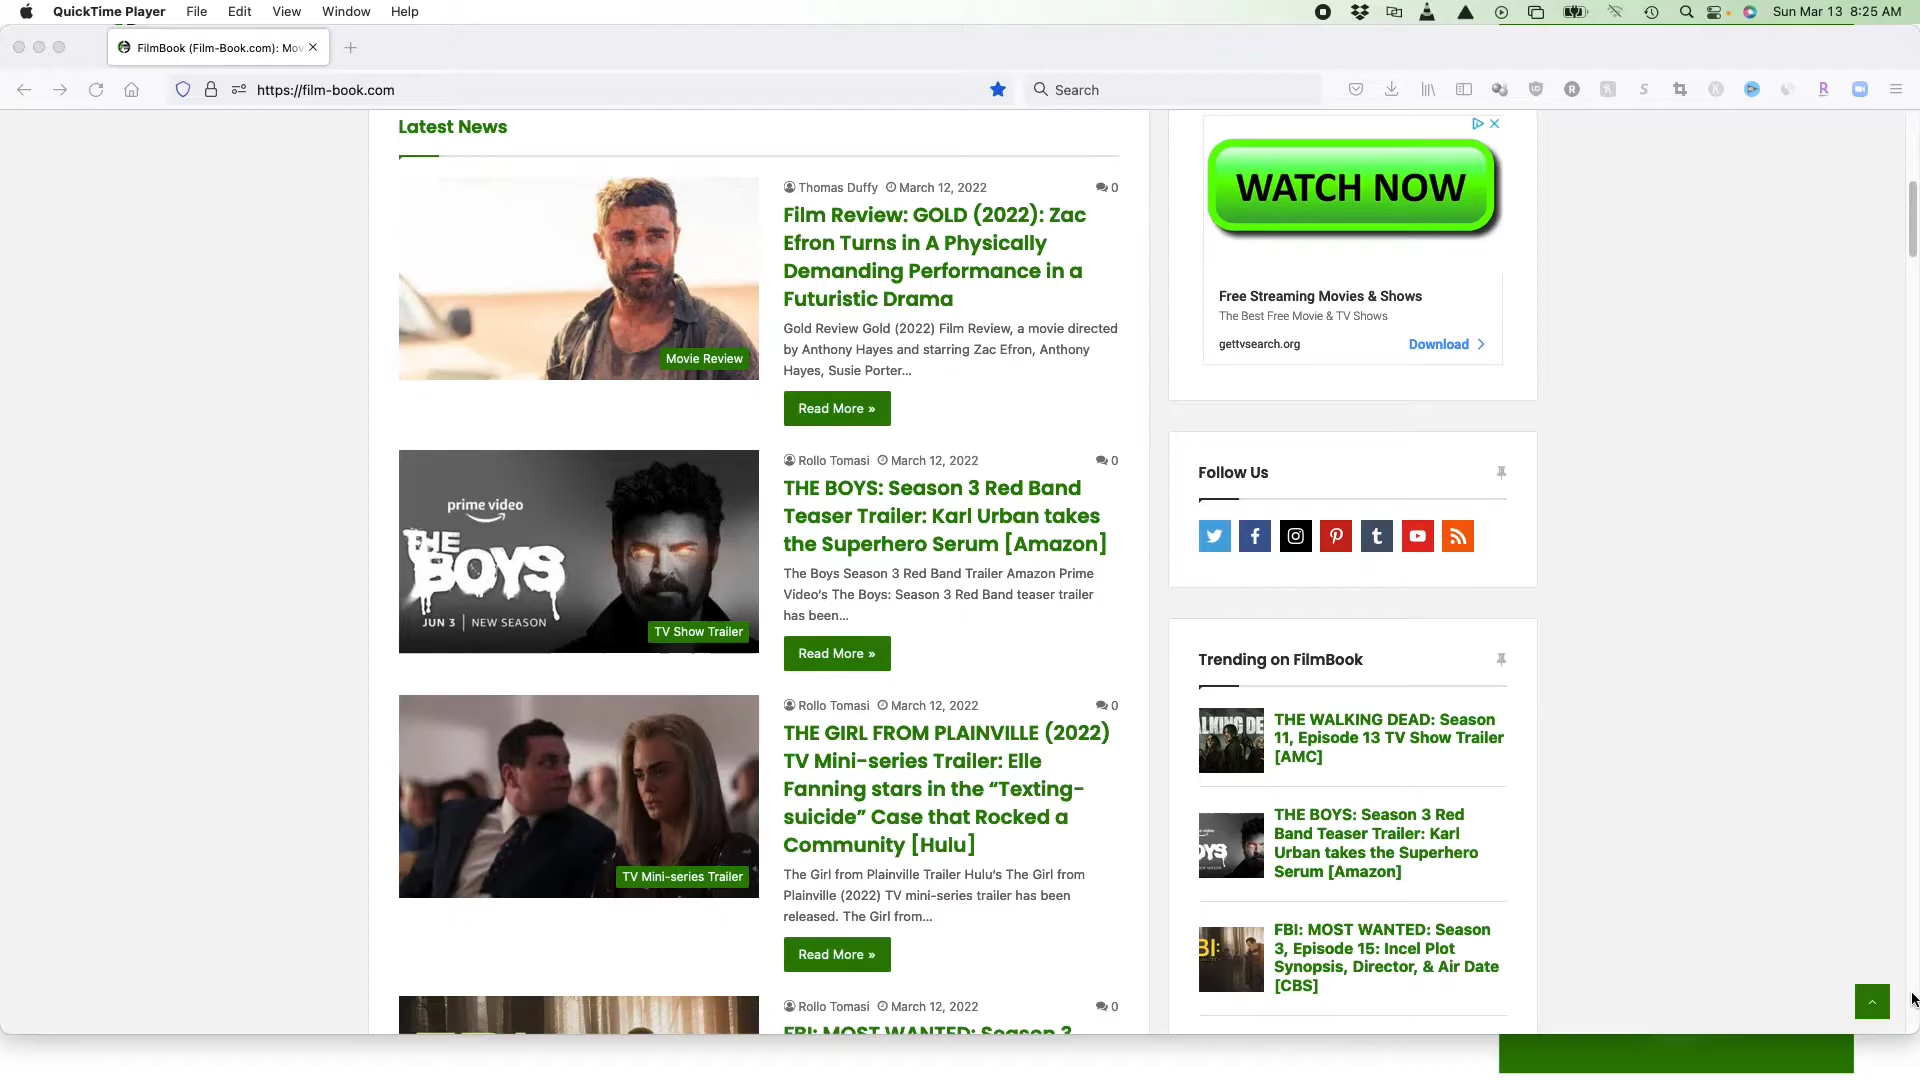 QuickTime Player File Edit View Window Help
Sun Mar 13 8:25 AM
FilmBook (Film-Book.com): Mov
https://film-book.com
Search
Latest News
Movie Review
Thomas Duffy March 12, 2022 0
Film Review: GOLD (2022): Zac
Efron Turns in A Physically
Demanding Performance in a
Futuristic Drama
Gold Review Gold (2022) Film Review, a movie directed
by Anthony Hayes and starring Zac Efron, Anthony
Hayes, Susie Porter...
Read More »
prime video
THE
BOYS
JUN 3 | NEW SEASON
TV Show Trailer
Rollo Tomasi March 12, 2022 0
THE BOYS: Season 3 Red Band
Teaser Trailer: Karl Urban takes
the Superhero Serum [Amazon]
The Boys Season 3 Red Band Trailer Amazon Prime
Video's The Boys: Season 3 Red Band teaser trailer
has been...
Read More »
TV Mini-series Trailer
Rollo Tomasi March 12, 2022 0
THE GIRL FROM PLAINVILLE (2022)
TV Mini-series Trailer: Elle
Fanning stars in the “Texting-
suicide” Case that Rocked a
Community [Hulu]
The Girl from Plainville Trailer Hulu's The Girl from
Plainville (2022) TV mini-series trailer has been
released. The Girl from...
Read More »
Rollo Tomasi March 12, 2022 0
FBI: MOST WANTED: Season 3
WATCH NOW
Free Streaming Movies & Shows
The Best Free Movie & TV Shows
gettvsearch.org
Download
Follow Us
Trending on FilmBook
THE WALKING DEAD: Season
11, Episode 13 TV Show Trailer
[AMC]
THE BOYS: Season 3 Red
Band Teaser Trailer: Karl
Urban takes the Superhero
Serum [Amazon]
FBI: MOST WANTED: Season
3, Episode 15: Incel Plot
Synopsis, Director, & Air Date
[CBS]